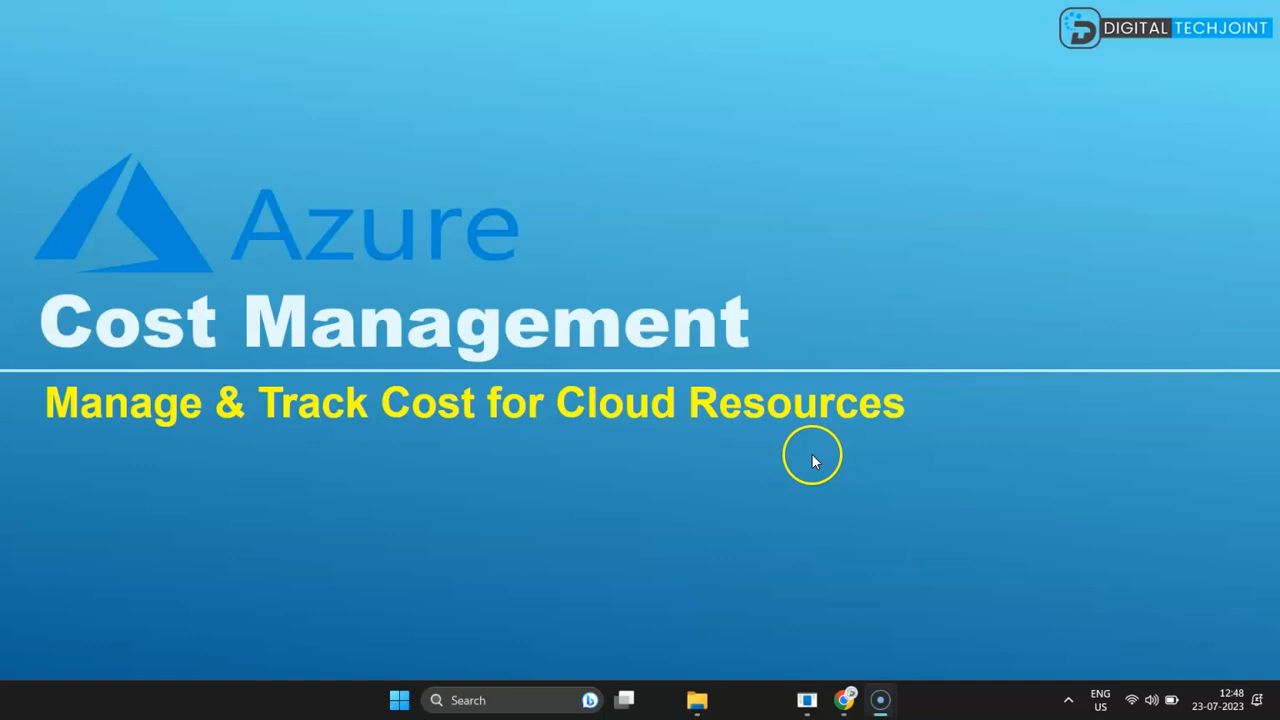 DIGITAL TECHJOINT
Azure
Cost Management
Manage & Track Cost for Cloud Resources
Search
ENG
US
12:48
23-07-2023